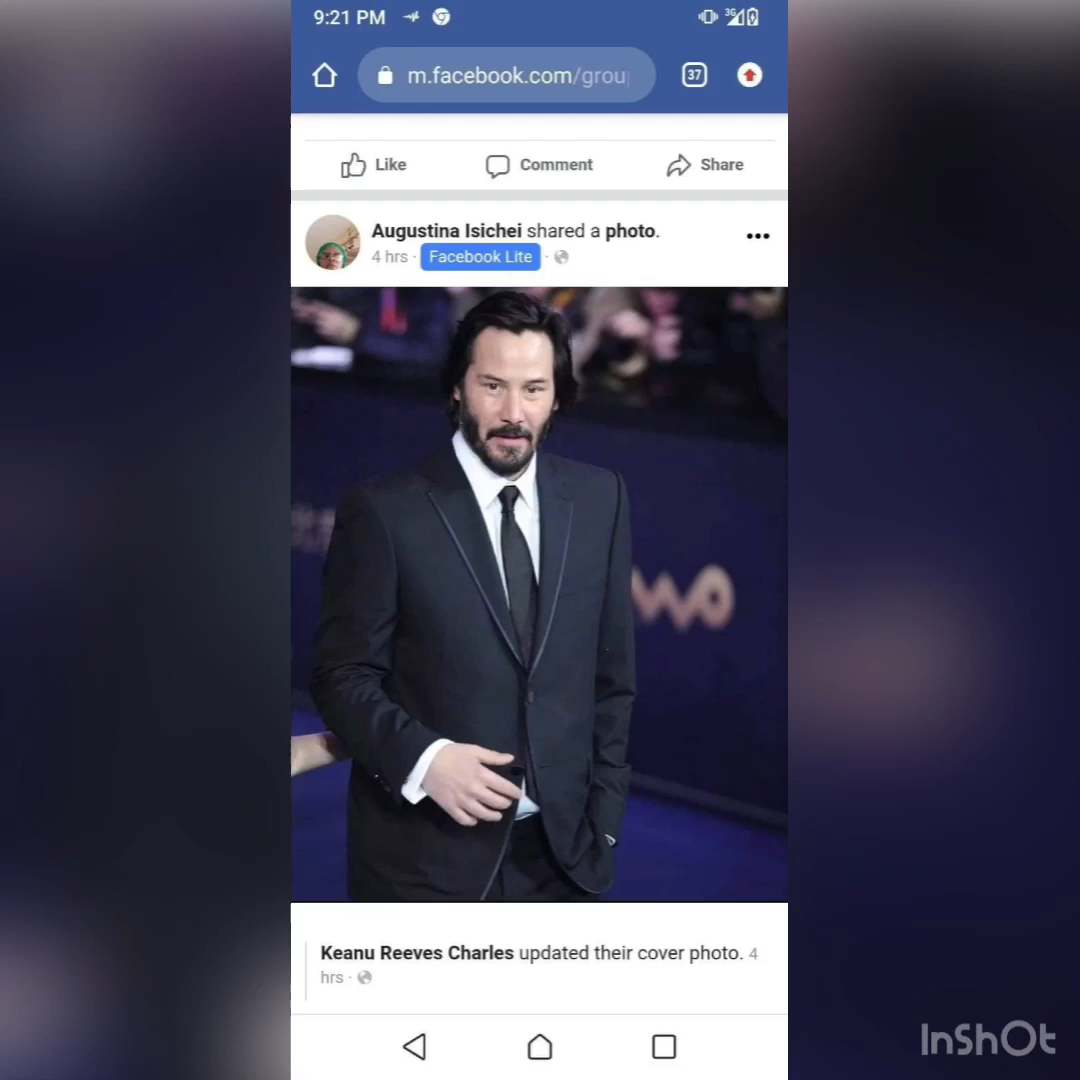 9:21 PM
3G
m.facebook.com/grou
37
Like
Comment
Share
Augustina Isichei shared a photo.
4 hrs · Facebook Lite ·
Keanu Reeves Charles updated their cover photo. 4
hrs ·
InShOt